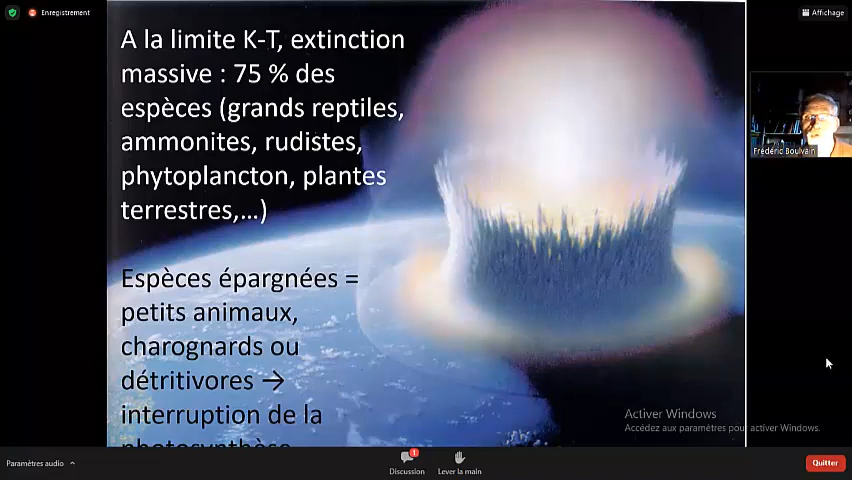 Enregistrement
Affichage
A la limite K-T, extinction
massive : 75 % des
espèces (grands reptiles,
ammonites, rudistes,
phytoplancton, plantes
terrestres,...)
Frédéric Boulvain
Espèces épargnées =
petits animaux,
charognards ou
détritivores →
interruption de la
photosynthèse
Activer Windows
Accédez aux paramètres pour activer Windows.
Paramètres audio
1
Discussion
Lever la main
Quitter